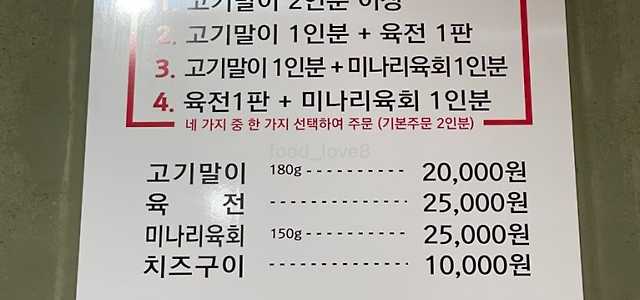 1. 고기말이 2인분 이상
2. 고기말이 1인분 + 육전 1판
3. 고기말이 1인분 + 미나리육회 1인분
4. 육전1판 + 미나리육회 1인분
네 가지 중 한 가지 선택하여 주문 (기본주문 2인분)
food_love8
고기말이 180g - - - - - - - - - - 20,000원
육 전 - - - - - - - - - - - - - - 25,000원
미나리육회 150g - - - - - - - - - - 25,000원
치즈구이 - - - - - - - - - - - - - - 10,000원